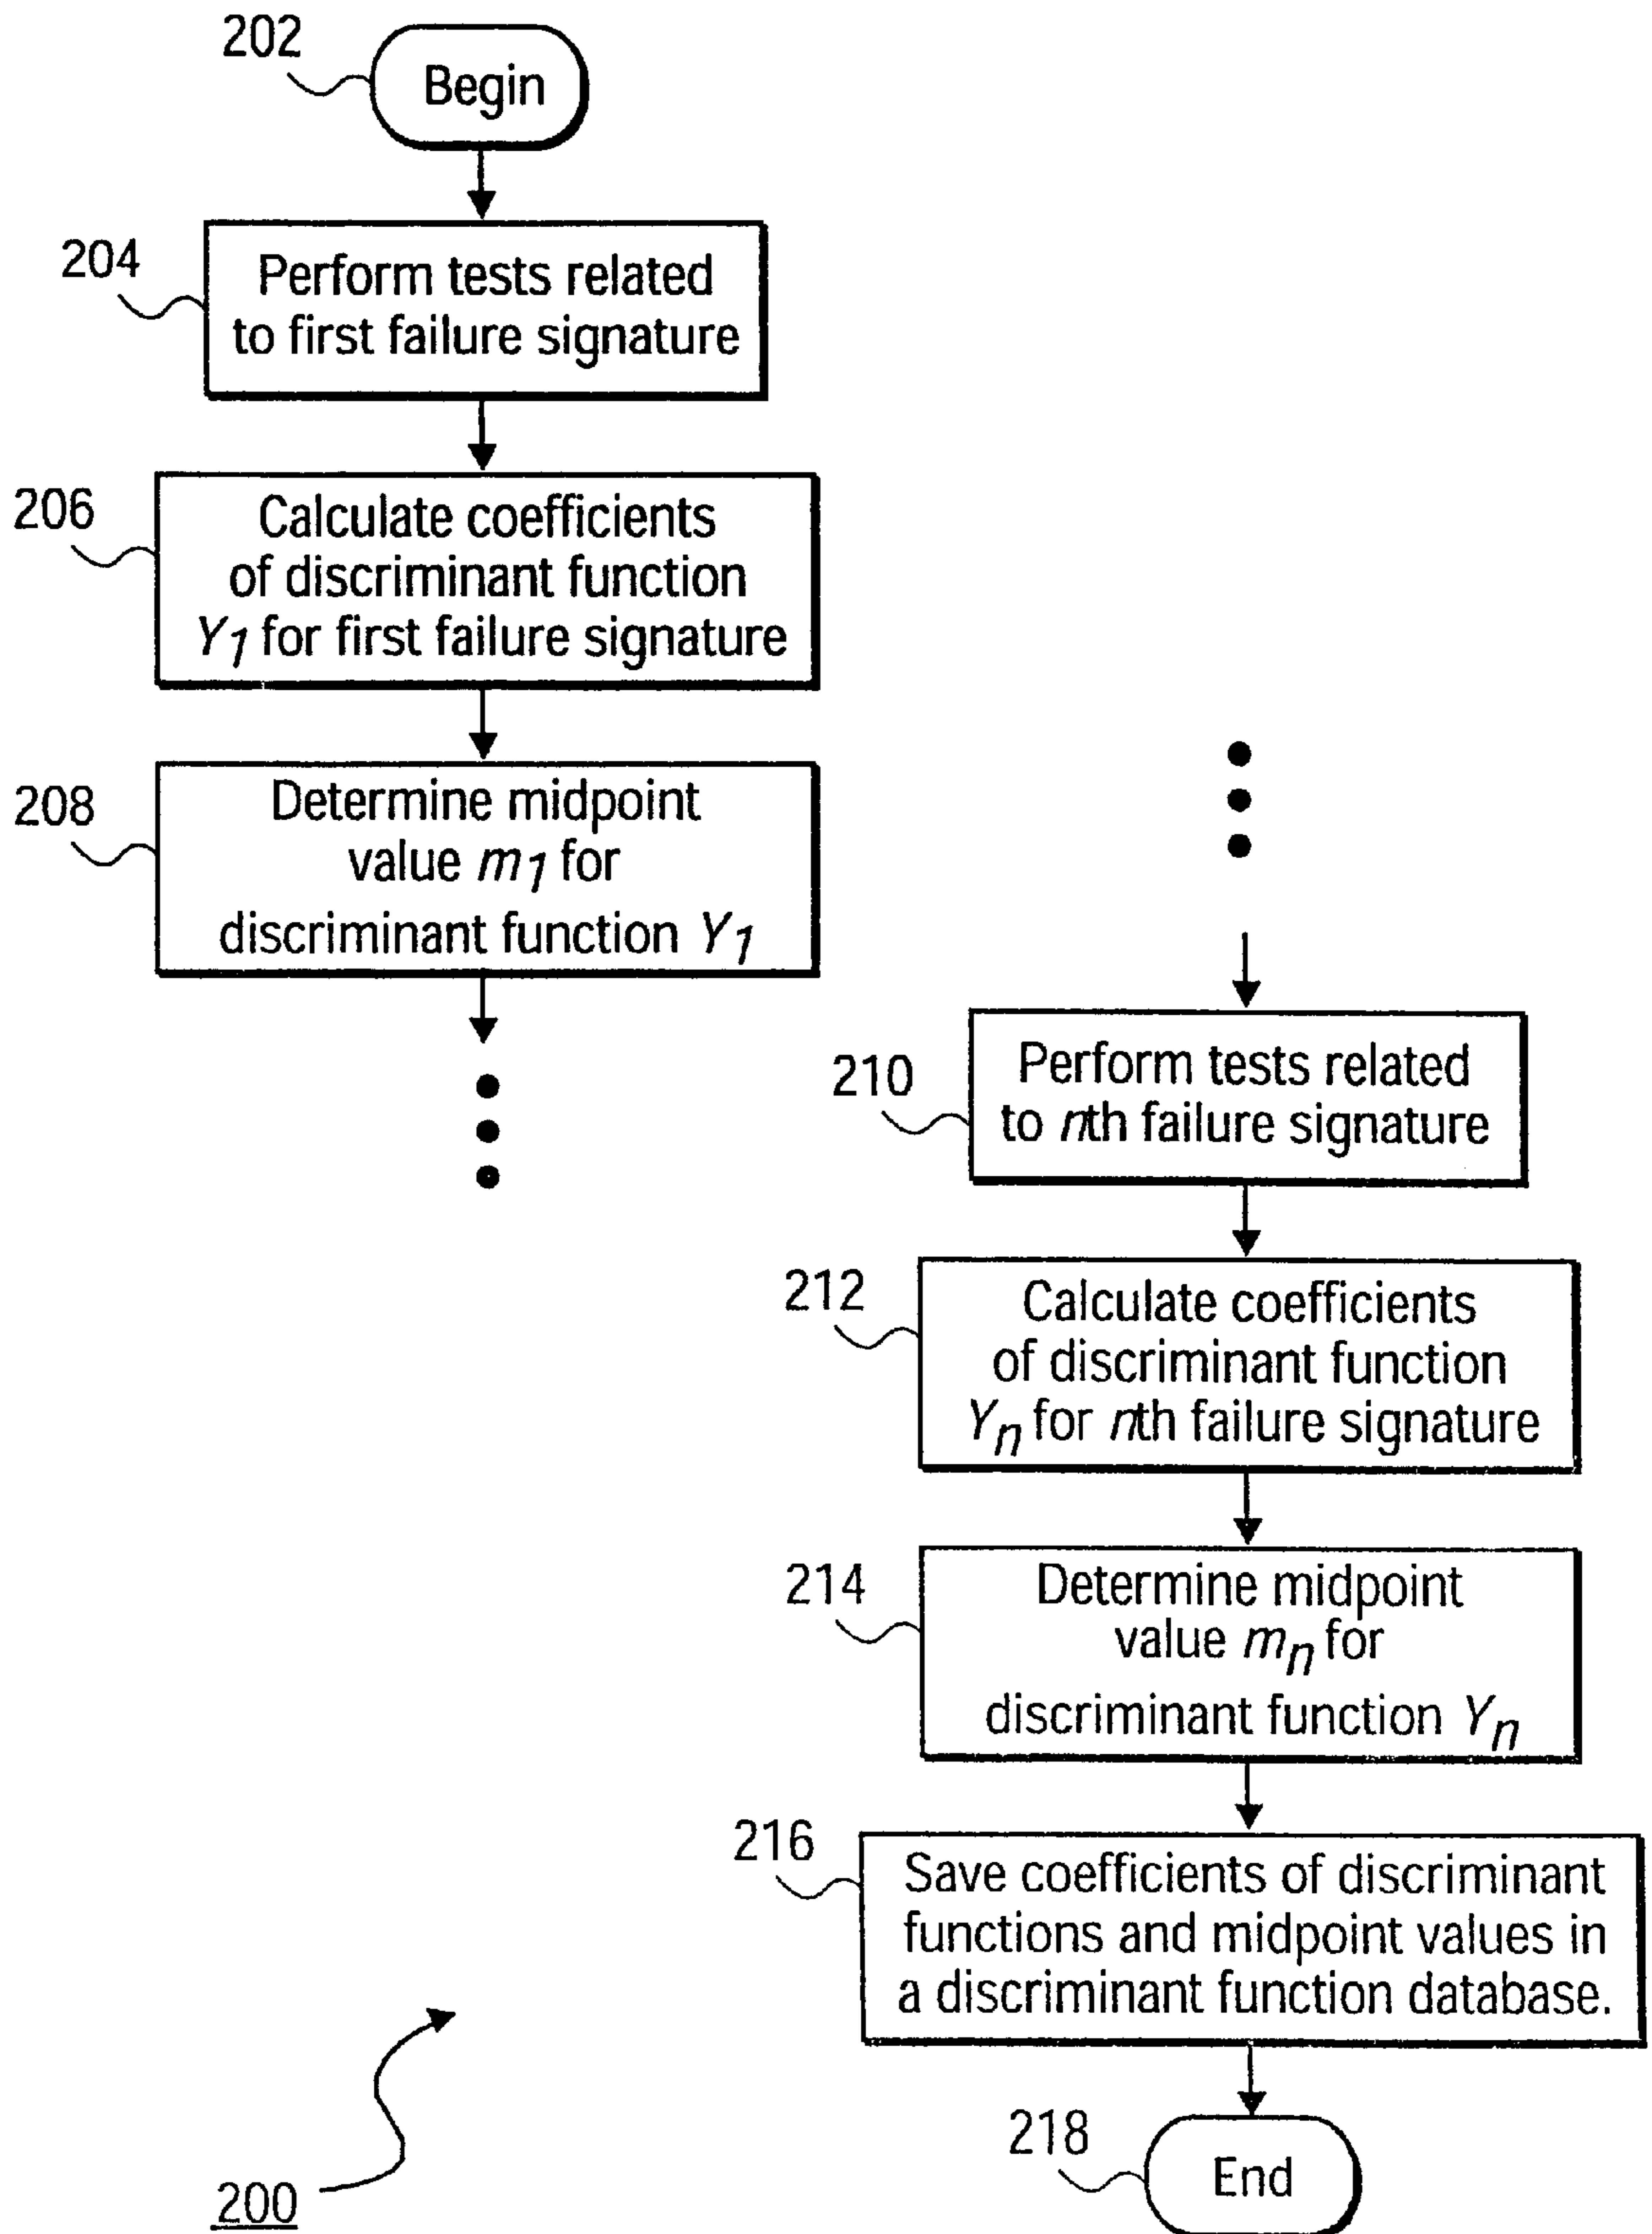 202
Begin
204
Perform tests related
to first failure signature
206
Calculate coefficients
of discriminant function
Y1 for first failure signature
208
Determine midpoint
value m1 for
discriminant function Y1
210
Perform tests related
to nth failure signature
212
Calculate coefficients
of discriminant function
Yn for nth failure signature
214
Determine midpoint
value mn for
discriminant function Yn
216
Save coefficients of discriminant
functions and midpoint values in
a discriminant function database.
218
End
200